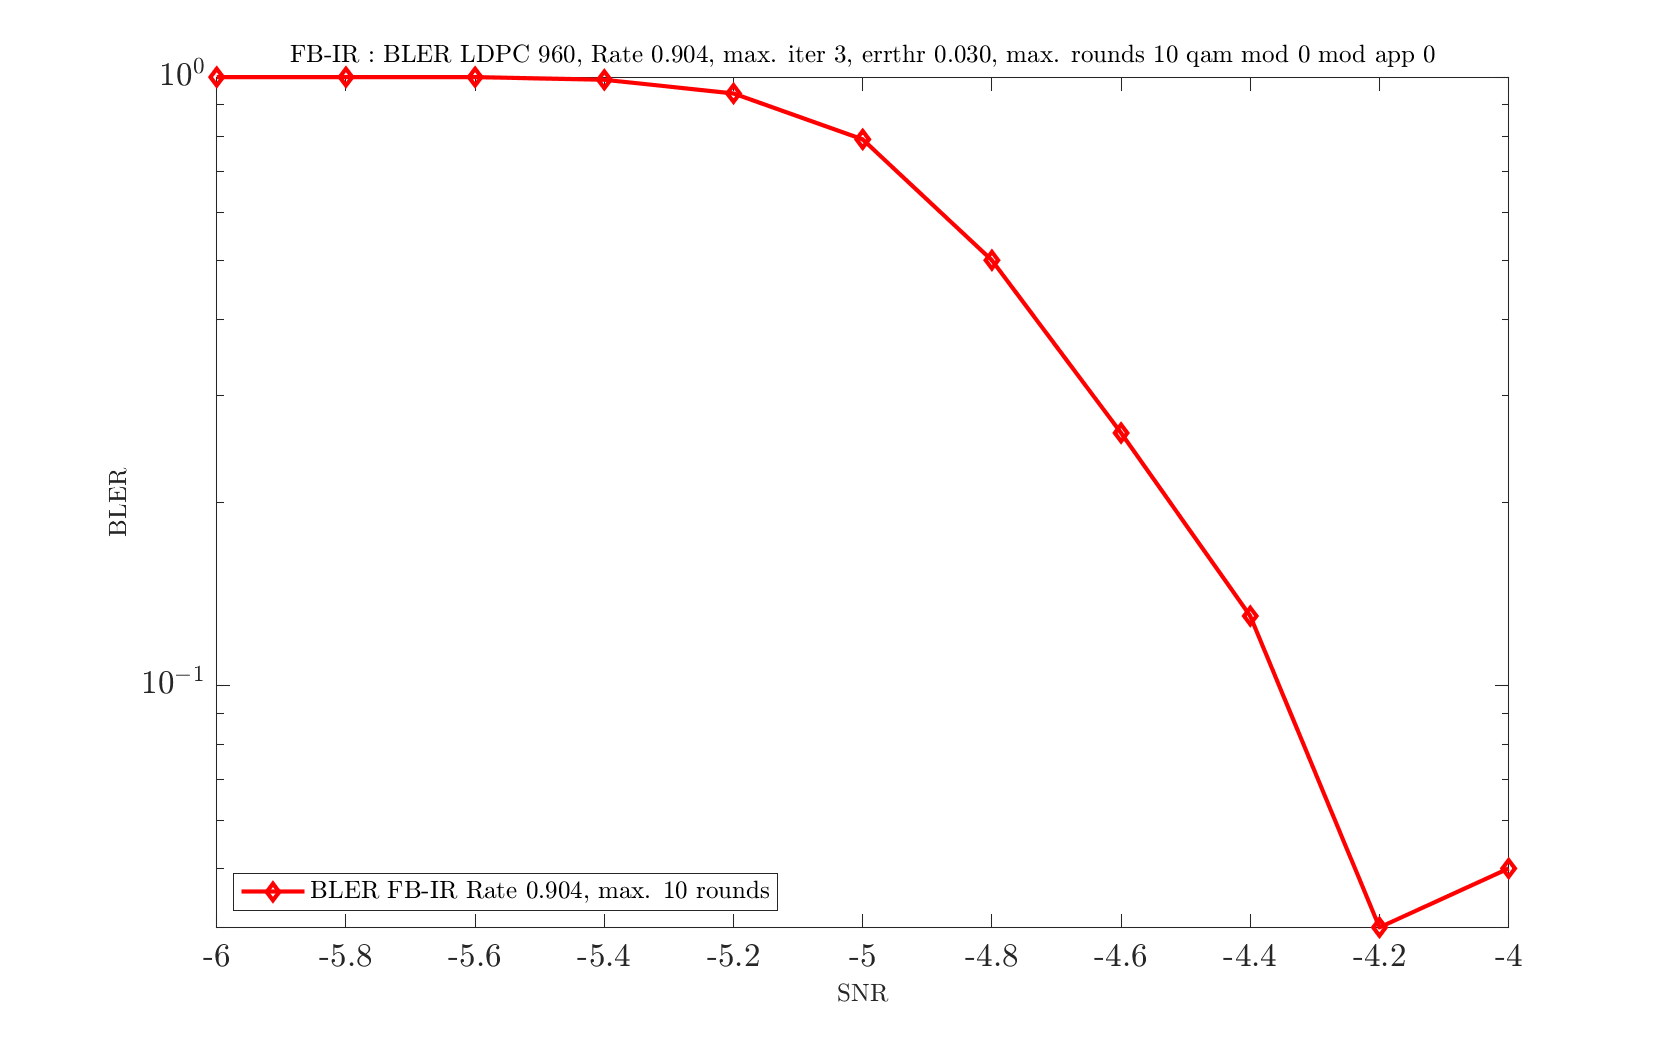 FB-IR : BLER LDPC 960, Rate 0.904, max. iter 3, errthr 0.030, max. rounds 10 qam mod 0 mod app 0
10^0
10^{-1}
BLER
BLER FB-IR Rate 0.904, max. 10 rounds
-6 -5.8 -5.6 -5.4 -5.2 -5 -4.8 -4.6 -4.4 -4.2 -4
SNR